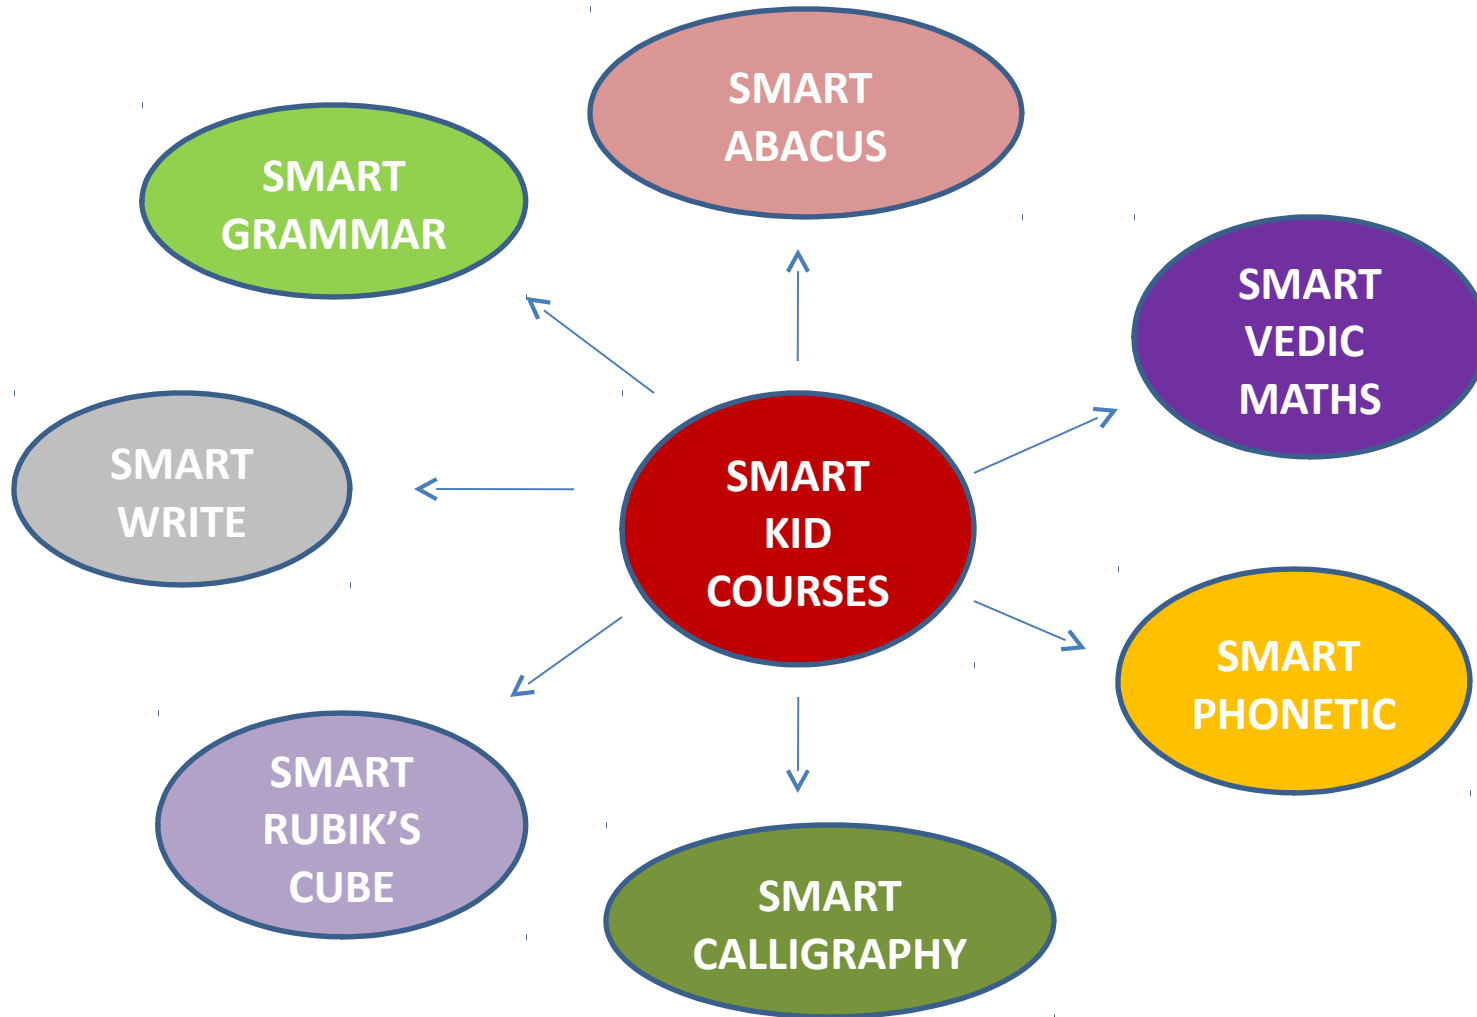 SMART
ABACUS
SMART
GRAMMAR
SMART
VEDIC
MATHS
SMART
WRITE
SMART
KID
COURSES
SMART
PHONETIC
SMART
RUBIK’S
CUBE
SMART
CALLIGRAPHY